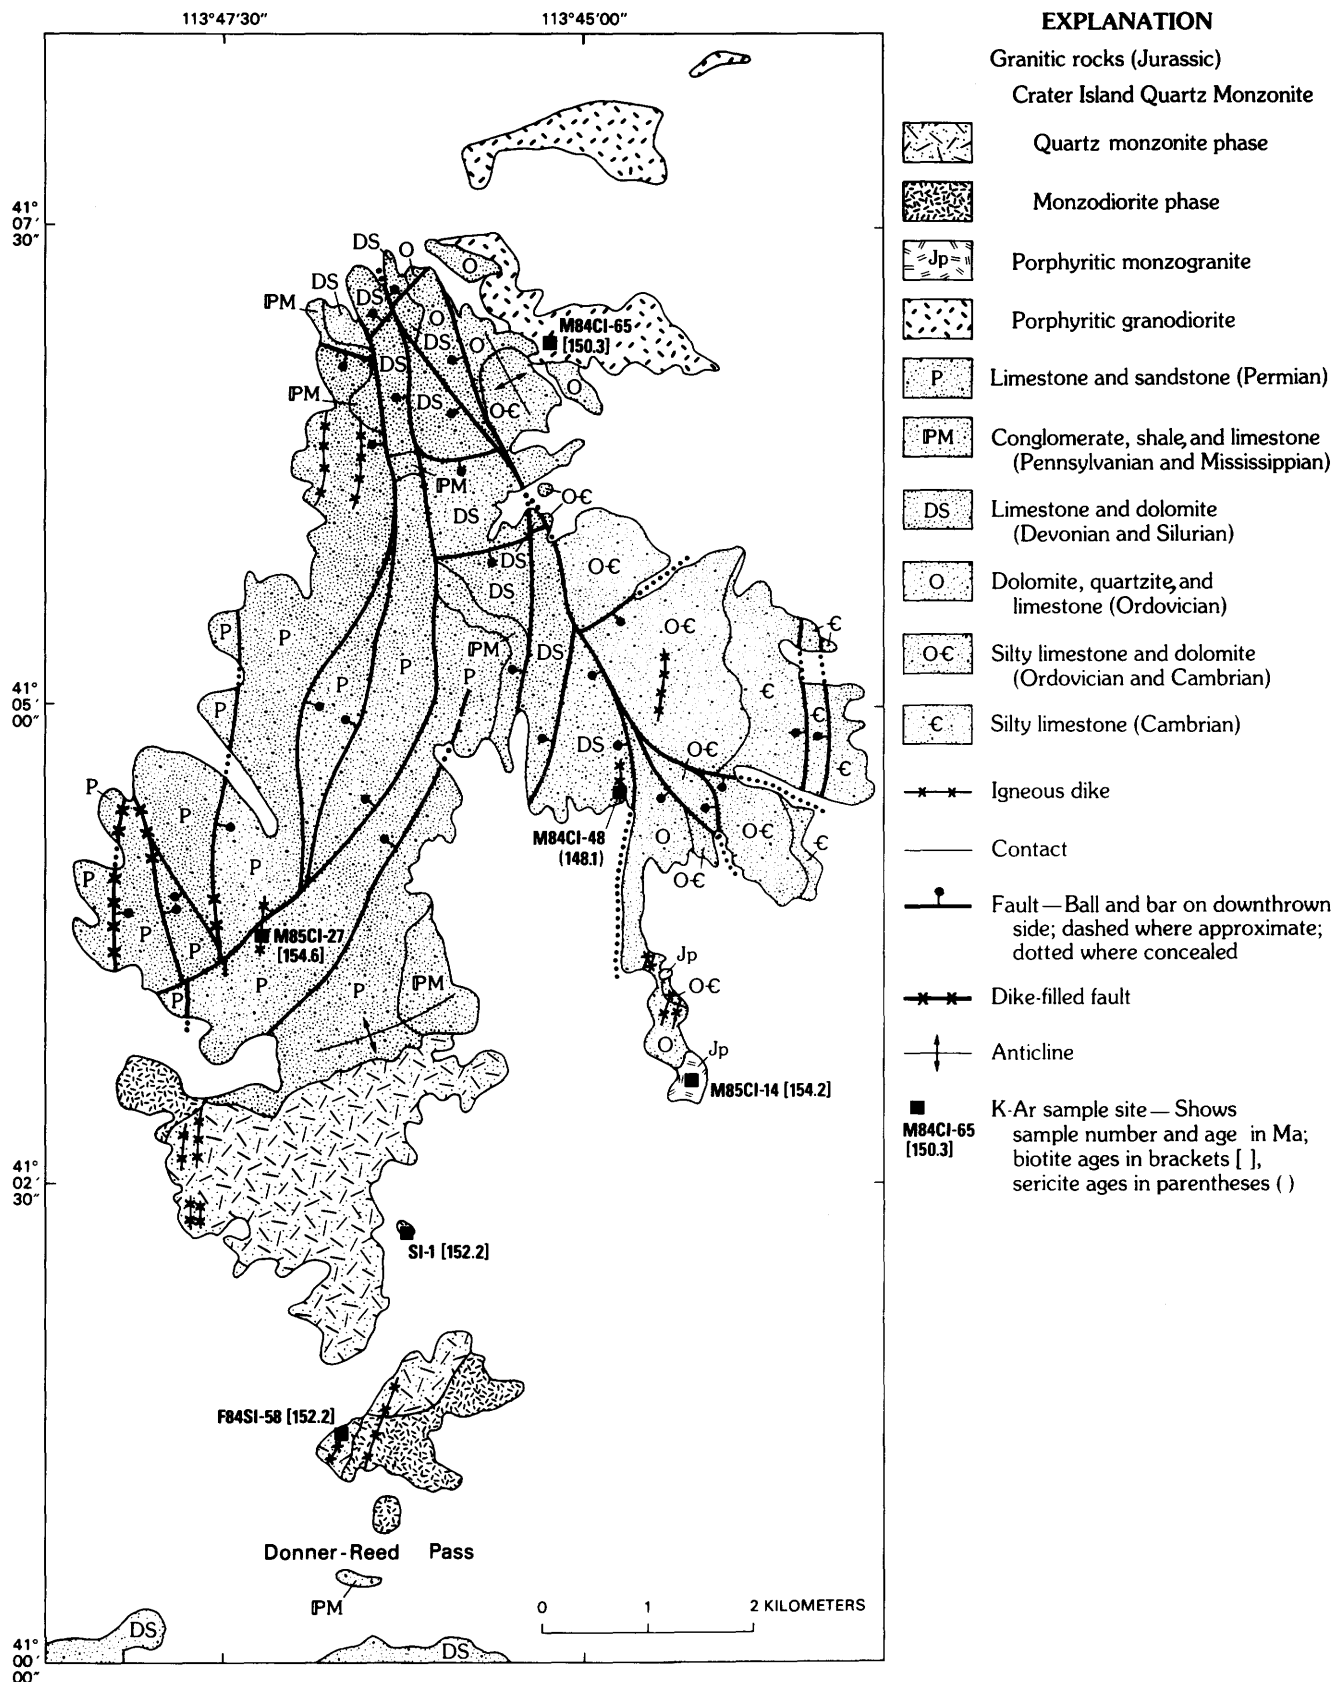 113°47'30"
113°45'00"
41°
07'
30"
41°
05'
00"
41°
02'
30"
41°
00'
00"
DS
O
O
DS
ℙM
DS
M84CI-65
[150.3]
O
DS
O
DS
O
ℙM
DS
O-Є
ℙM
DS
O-Є
DS
DS
O-Є
P
P
ℙM
DS
O-Є
Є
P
P
P
Є
P
DS
O-Є
Є
Є
P
P
M84CI-48
(148.1)
O
O-Є
Є
O-Є
P
P
P
P
M85CI-27
[154.6]
P
P
P
P
ℙM
Jp
O-Є
O
Jp
M85CI-14 [154.2]
SI-1 [152.2]
F84SI-58 [152.2]
Donner-Reed Pass
ℙM
DS
DS
0 1 2 KILOMETERS
EXPLANATION
Granitic rocks (Jurassic)
Crater Island Quartz Monzonite
Quartz monzonite phase
Monzodiorite phase
Jp Porphyritic monzogranite
Porphyritic granodiorite
P Limestone and sandstone (Permian)
ℙM Conglomerate, shale, and limestone
(Pennsylvanian and Mississippian)
DS Limestone and dolomite
(Devonian and Silurian)
O Dolomite, quartzite, and
limestone (Ordovician)
O-Є Silty limestone and dolomite
(Ordovician and Cambrian)
Є Silty limestone (Cambrian)
Igneous dike
Contact
Fault — Ball and bar on downthrown
side; dashed where approximate;
dotted where concealed
Dike-filled fault
Anticline
K-Ar sample site — Shows
M84CI-65 sample number and age in Ma;
[150.3] biotite ages in brackets [ ],
sericite ages in parentheses ( )